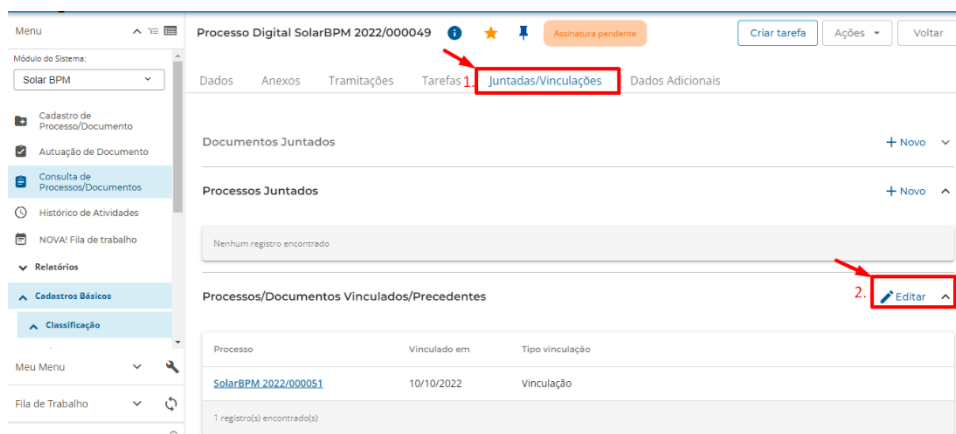 Menu
Processo Digital SolarBPM 2022/000049
Assinatura pendente
Criar tarefa
Ações
Voltar
Módulo do Sistema:
Solar BPM
Dados
Anexos
Tramitações
Tarefas
1.
Juntadas/Vinculações
Dados Adicionais
Cadastro de
Processo/Documento
Autuação de Documento
Consulta de
Processos/Documentos
Histórico de Atividades
NOVA! Fila de trabalho
Relatórios
Cadastros Básicos
Classificação
Meu Menu
Fila de Trabalho
Documentos Juntados
+ Novo
Processos Juntados
+ Novo
Nenhum registro encontrado
Processos/Documentos Vinculados/Precedentes
2.
Editar
Processo
Vinculado em
Tipo vinculação
SolarBPM 2022/000051
10/10/2022
Vinculação
1 registro(s) encontrado(s)